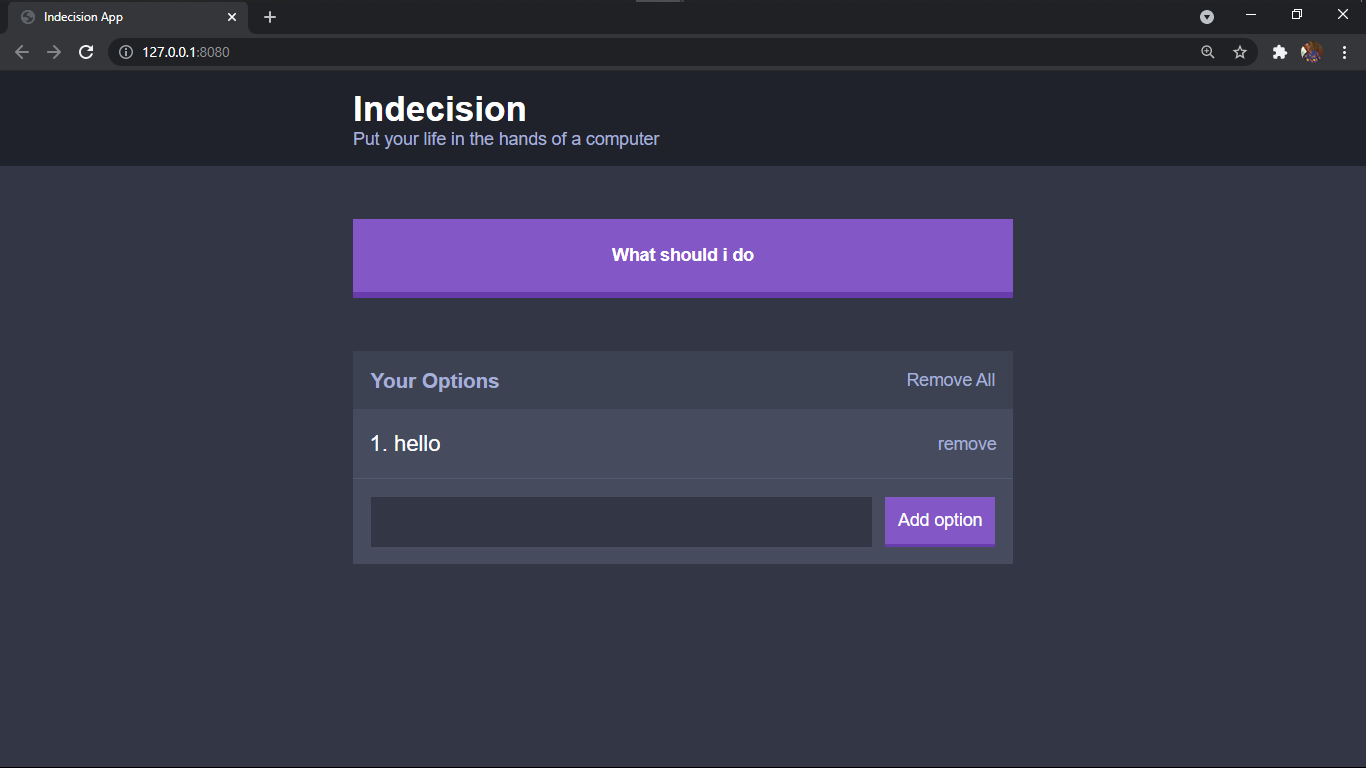 Indecision App
127.0.0.1:8080
Indecision
Put your life in the hands of a computer
What should i do
Your Options
Remove All
1. hello
remove
Add option